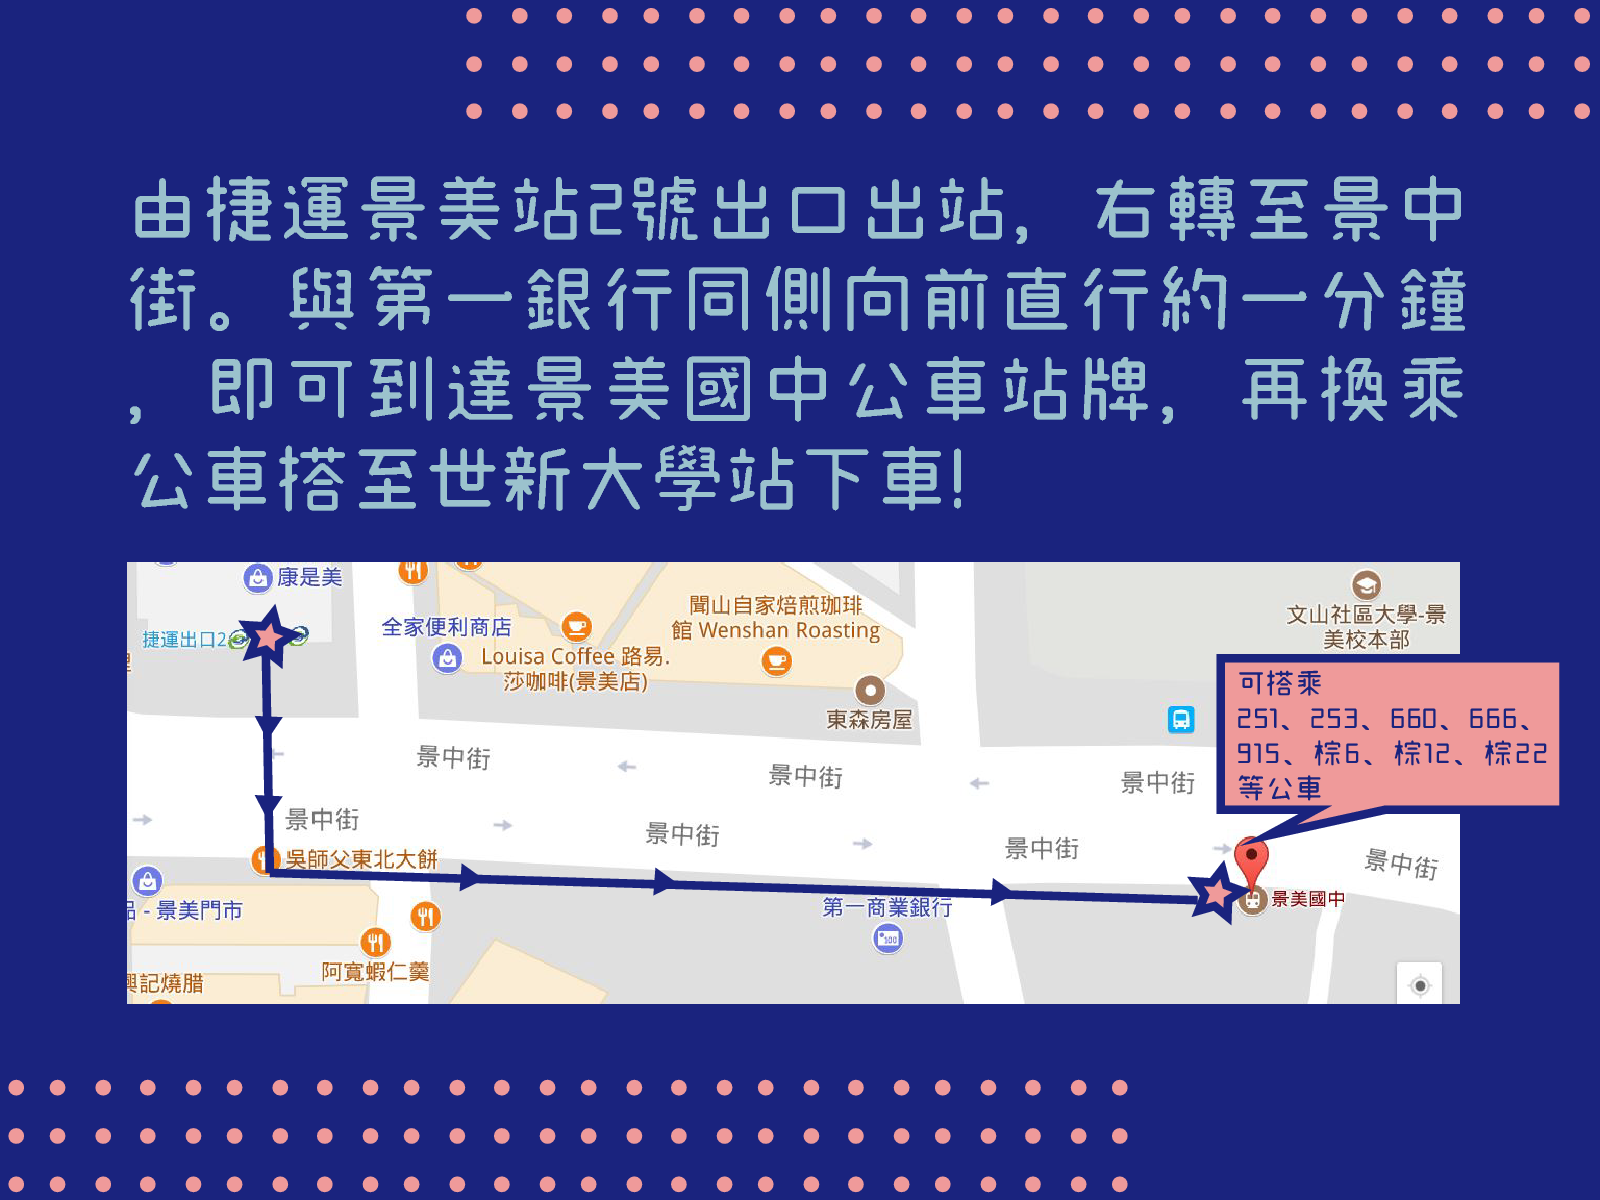 由捷運景美站2號出口出站，右轉至景中
街。與第一銀行同側向前直行約一分鐘
，即可到達景美國中公車站牌，再換乘
公車搭至世新大學站下車!
康是美
捷運出口2
全家便利商店
Louisa Coffee 路易.
莎咖啡(景美店)
聞山自家焙煎珈琲
館 Wenshan Roasting
東森房屋
文山社區大學-景
美校本部
可搭乘
251、253、660、666、
915、棕6、棕12、棕22
等公車
景中街
景中街
景中街
景中街
景中街
景中街
景中街
吳師父東北大餅
品 - 景美門市
第一商業銀行
100
景美國中
阿寬蝦仁羹
興記燒腊